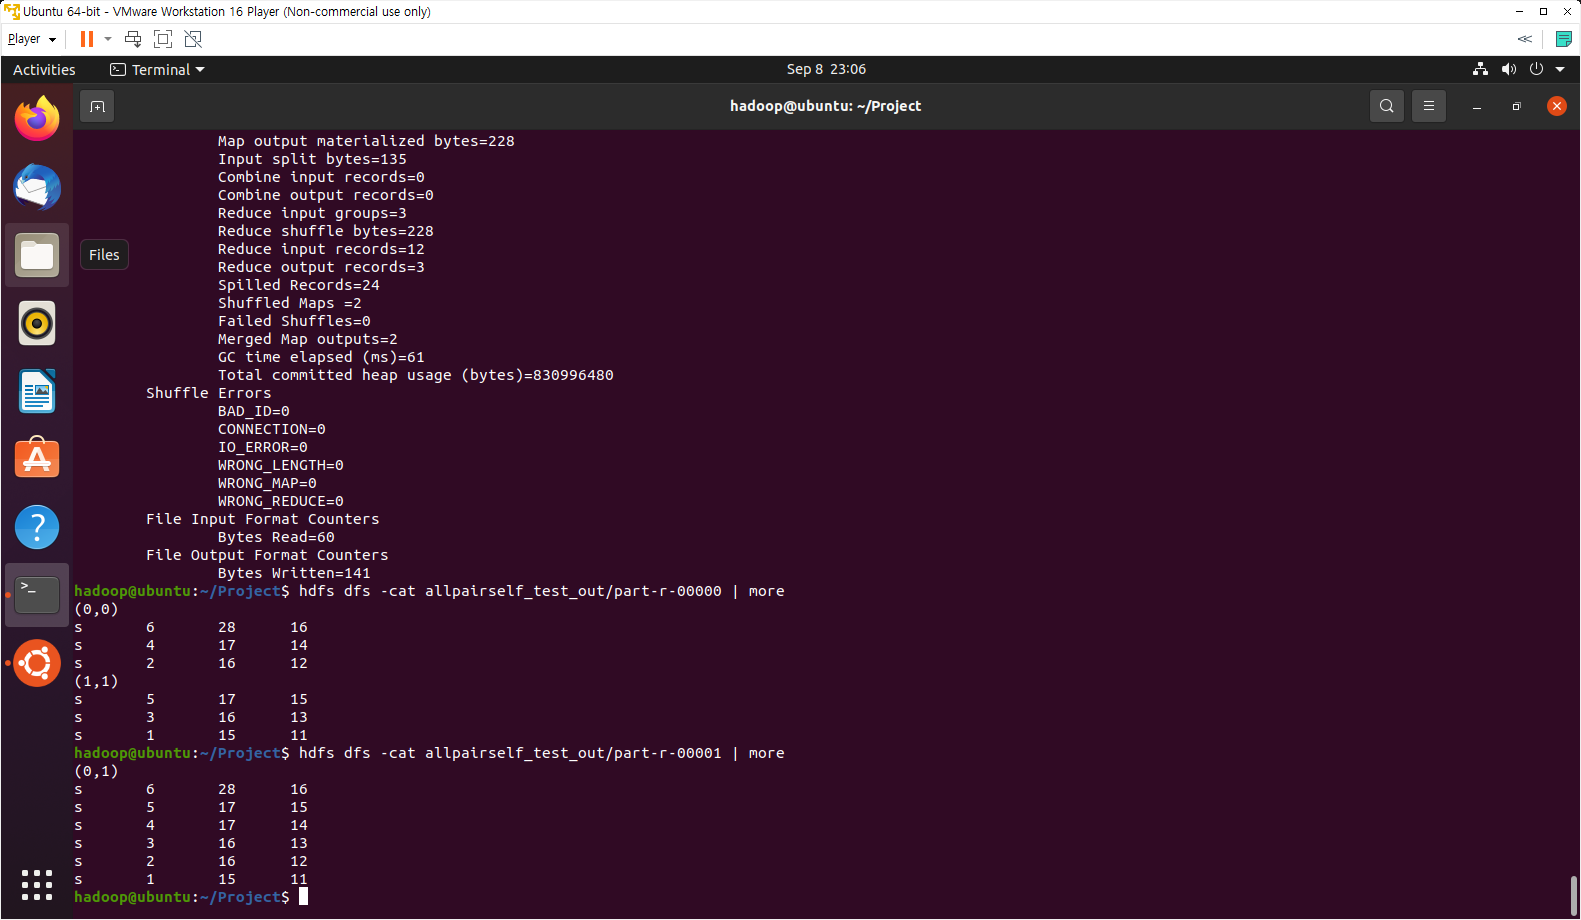 Ubuntu 64-bit - VMware Workstation 16 Player (Non-commercial use only)
Player
Activities
Terminal
Sep 8 23:06
hadoop@ubuntu: ~/Project
Files
Map output materialized bytes=228
Input split bytes=135
Combine input records=0
Combine output records=0
Reduce input groups=3
Reduce shuffle bytes=228
Reduce input records=12
Reduce output records=3
Spilled Records=24
Shuffled Maps =2
Failed Shuffles=0
Merged Map outputs=2
GC time elapsed (ms)=61
Total committed heap usage (bytes)=830996480
Shuffle Errors
BAD_ID=0
CONNECTION=0
IO_ERROR=0
WRONG_LENGTH=0
WRONG_MAP=0
WRONG_REDUCE=0
File Input Format Counters
Bytes Read=60
File Output Format Counters
Bytes Written=141
hadoop@ubuntu:~/Project$ hdfs dfs -cat allpairself_test_out/part-r-00000 | more
(0,0)
s 6 28 16
s 4 17 14
s 2 16 12
(1,1)
s 5 17 15
s 3 16 13
s 1 15 11
hadoop@ubuntu:~/Project$ hdfs dfs -cat allpairself_test_out/part-r-00001 | more
(0,1)
s 6 28 16
s 5 17 15
s 4 17 14
s 3 16 13
s 2 16 12
s 1 15 11
hadoop@ubuntu:~/Project$